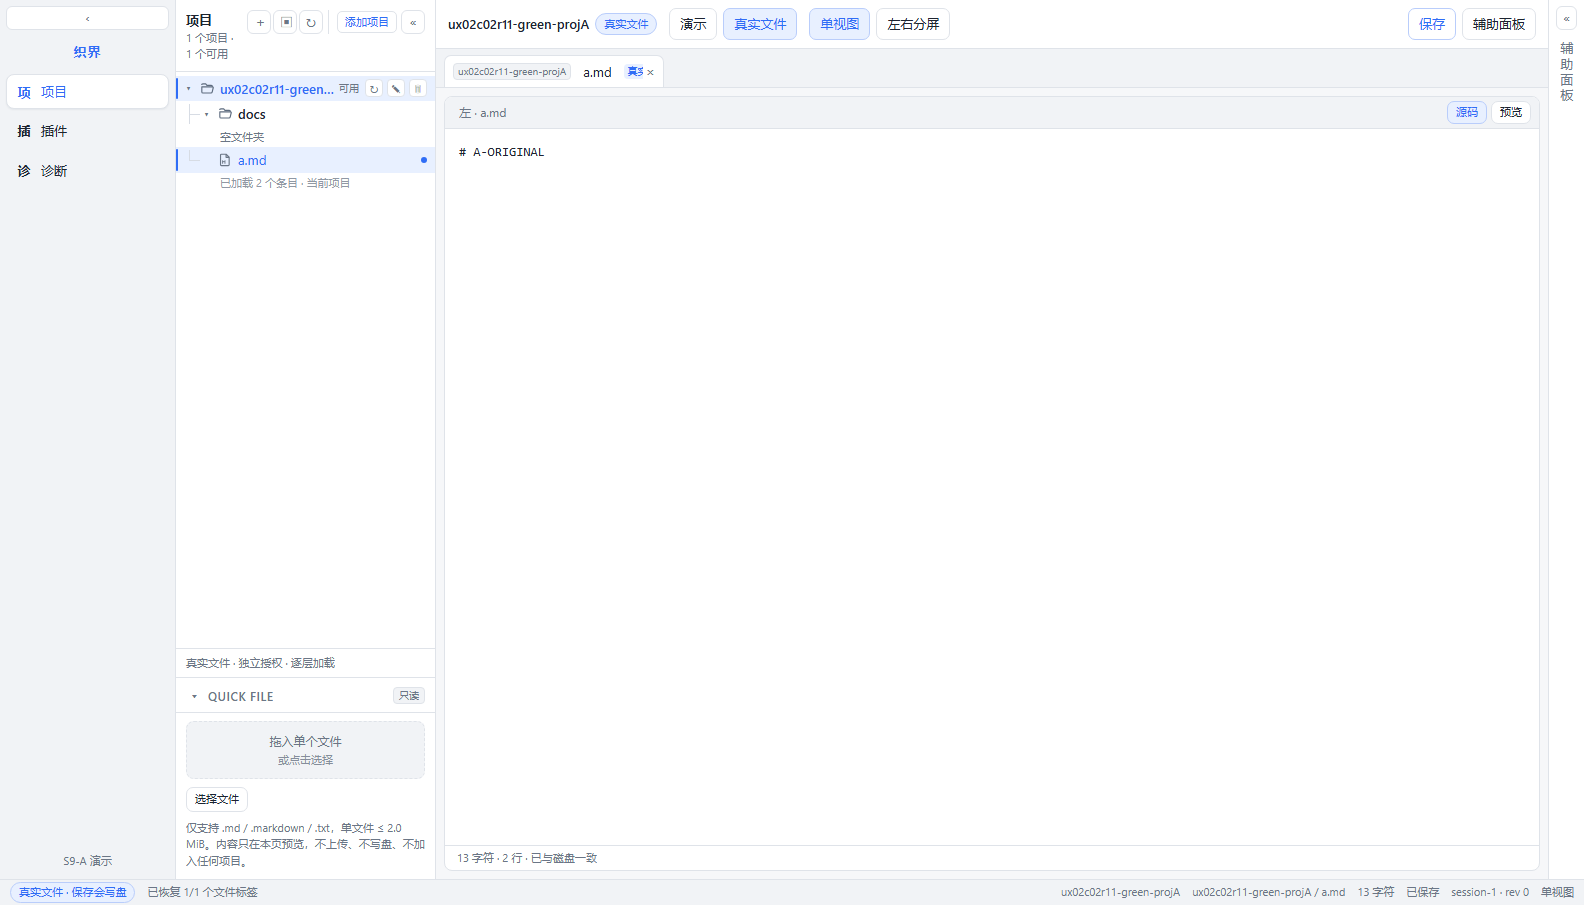 ‹
织界
项 项目
插 插件
诊 诊断
S9-A 演示
项目
1 个项目 ·
1 个可用
+ ↻ 添加项目 «
ux02c02r11-green... 可用 ↻
docs
空文件夹
a.md
已加载 2 个条目 · 当前项目
真实文件 · 独立授权 · 逐层加载
QUICK FILE 只读
拖入单个文件
或点击选择
选择文件
仅支持 .md / .markdown / .txt，单文件 ≤ 2.0
MiB。内容只在本页预览，不上传、不写盘、不加
入任何项目。
ux02c02r11-green-projA 真实文件 演示 真实文件 单视图 左右分屏 保存 辅助面板
ux02c02r11-green-projA a.md 真实 ×
左 · a.md 源码 预览
# A-ORIGINAL
13 字符 · 2 行 · 已与磁盘一致
«
辅助面板
真实文件 · 保存会写盘 已恢复 1/1 个文件标签 ux02c02r11-green-projA ux02c02r11-green-projA / a.md 13 字符 已保存 session-1 · rev 0 单视图